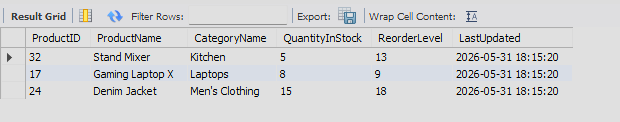 Result Grid Filter Rows: Export: Wrap Cell Content:
ProductID ProductName CategoryName QuantityInStock ReorderLevel LastUpdated
32 Stand Mixer Kitchen 5 13 2026-05-31 18:15:20
17 Gaming Laptop X Laptops 8 9 2026-05-31 18:15:20
24 Denim Jacket Men's Clothing 15 18 2026-05-31 18:15:20